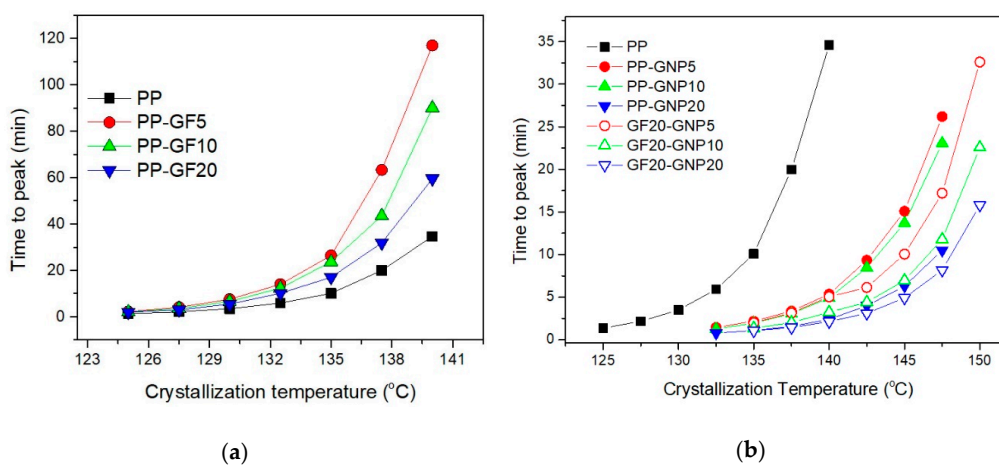 120
100
80
60
40
20
0
Time to peak (min)
PP
PP-GF5
PP-GF10
PP-GF20
123 126 129 132 135 138 141
Crystallization temperature (°C)
(a)
35
30
25
20
15
10
5
0
Time to peak (min)
PP
PP-GNP5
PP-GNP10
PP-GNP20
GF20-GNP5
GF20-GNP10
GF20-GNP20
125 130 135 140 145 150
Crystallization Temperature (°C)
(b)